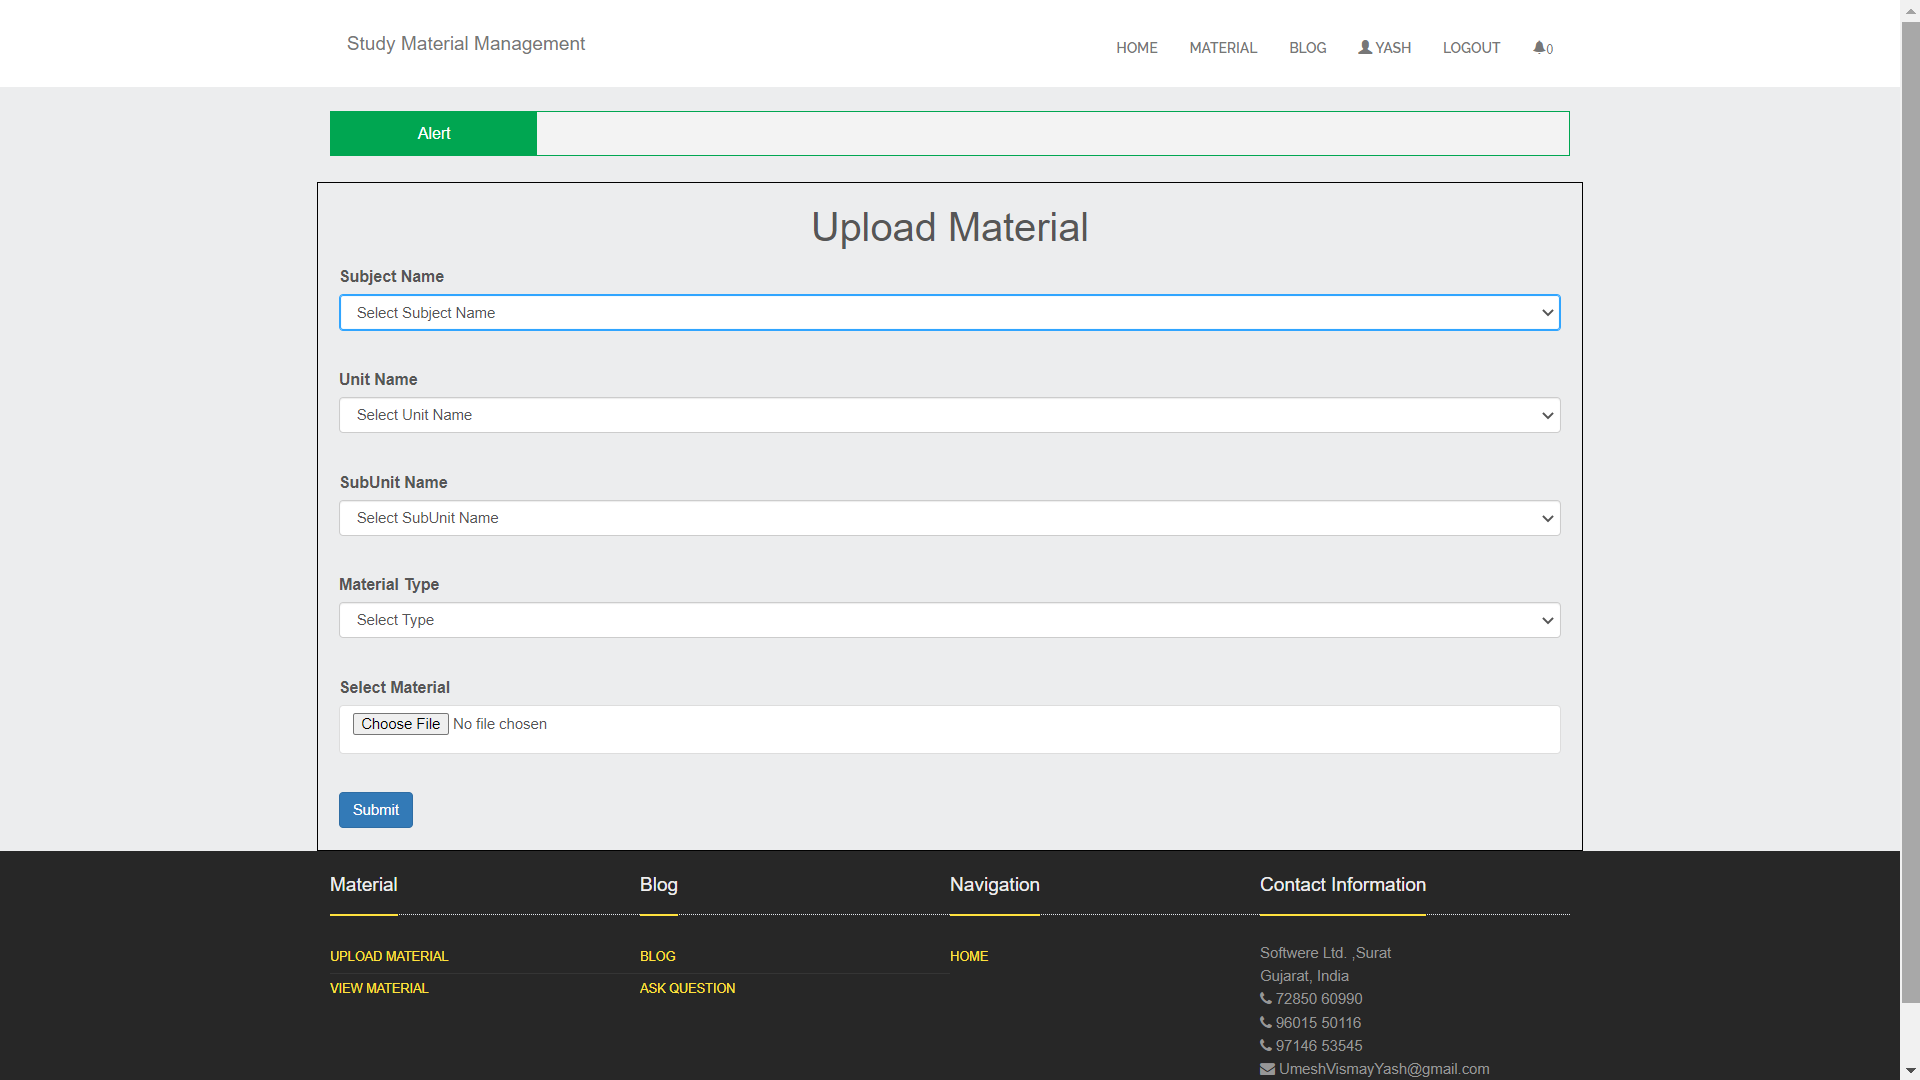 Study Material Management
HOME MATERIAL BLOG YASH LOGOUT 0
Alert
Upload Material
Subject Name
Select Subject Name
Unit Name
Select Unit Name
SubUnit Name
Select SubUnit Name
Material Type
Select Type
Select Material
Choose File No file chosen
Submit
Material
UPLOAD MATERIAL
VIEW MATERIAL
Blog
BLOG
ASK QUESTION
Navigation
HOME
Contact Information
Softwere Ltd. ,Surat
Gujarat, India
72850 60990
96015 50116
97146 53545
UmeshVismayYash@gmail.com